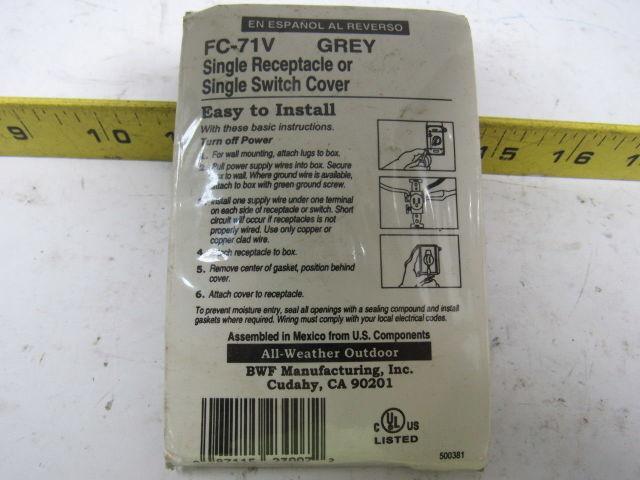 EN ESPAÑOL AL REVERSO
FC-71V GREY
Single Receptacle or
Single Switch Cover
Easy to Install
With these basic instructions.
Turn off Power
1. For wall mounting, attach lugs to box.
Pull power supply wires into box. Secure
to wall. Where ground wire is available,
attach to box with green ground screw.
Install one supply wire under one terminal
on each side of receptacle or switch. Short
circuit will occur if receptacles is not
properly wired. Use only copper or
copper clad wire.
4. receptacle to box.
5. Remove center of gasket, position behind
cover.
6. Attach cover to receptacle.
To prevent moisture entry, seal all openings with a sealing compound and install
gaskets where required. Wiring must comply with your local electrical codes.
Assembled in Mexico from U.S. Components
All-Weather Outdoor
BWF Manufacturing, Inc.
Cudahy, CA 90201
C UL US
LISTED
500381
9 10 15 16